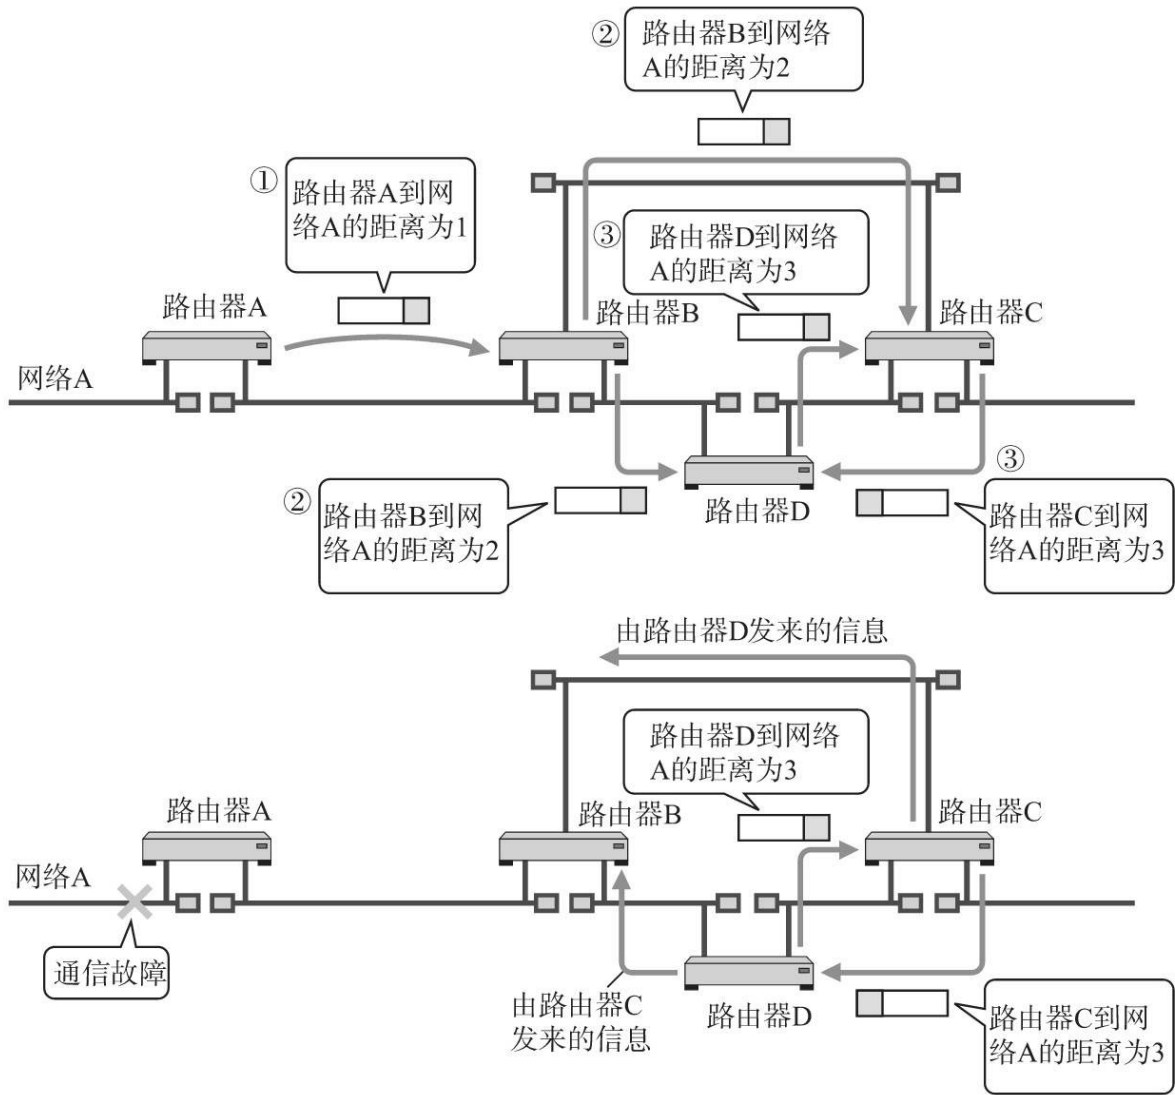 ②
路由器B到网络
A的距离为2
①
路由器A到网
络A的距离为1
③
路由器D到网络
A的距离为3
路由器A
路由器B
路由器C
网络A
②
路由器B到网
络A的距离为2
路由器D
③
路由器C到网
络A的距离为3
由路由器D发来的信息
路由器D到网络
A的距离为3
路由器A
路由器B
路由器C
网络A
通信故障
由路由器C
发来的信息
路由器D
路由器C到网
络A的距离为3